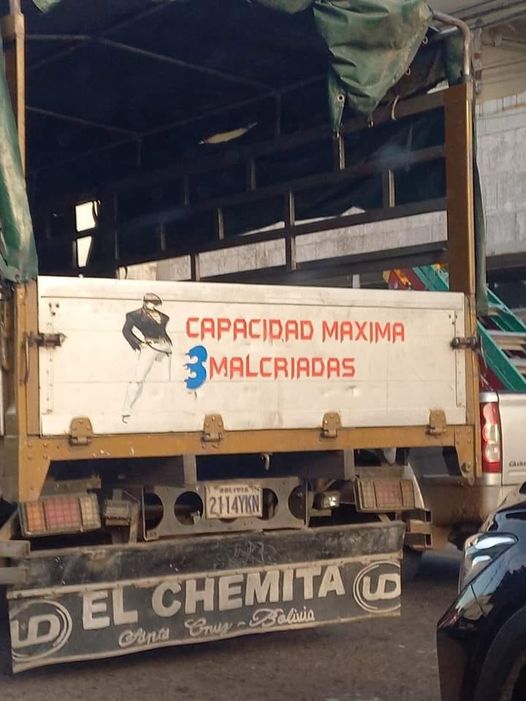 CAPACIDAD MAXIMA
3 MALCRIADAS
BOLIVIA
2114YKN
UD EL CHEMITA UD
Santa Cruz - Bolivia